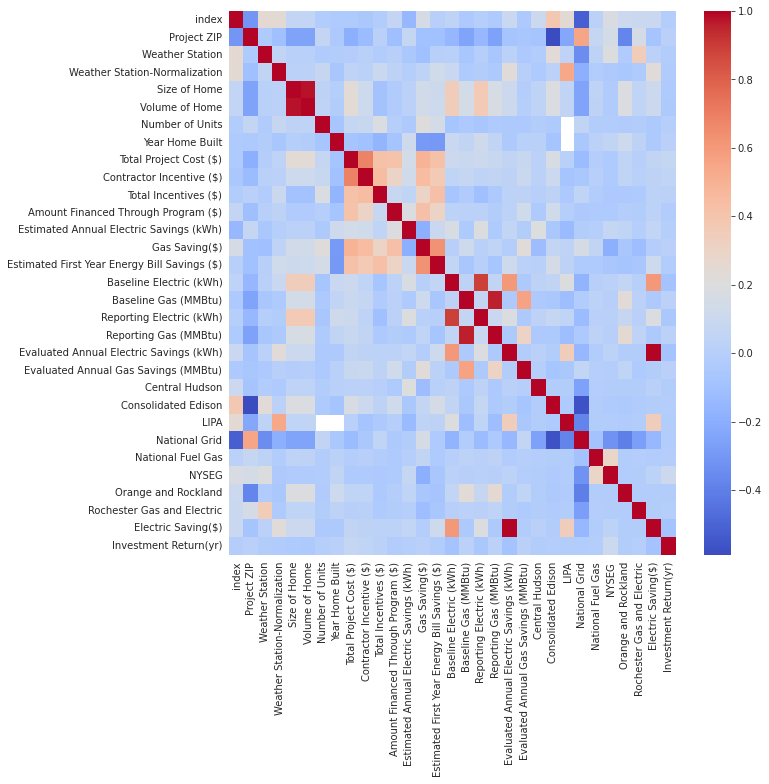 index
Project ZIP
Weather Station
Weather Station-Normalization
Size of Home
Volume of Home
Number of Units
Year Home Built
Total Project Cost ($)
Contractor Incentive ($)
Total Incentives ($)
Amount Financed Through Program ($)
Estimated Annual Electric Savings (kWh)
Gas Saving($)
Estimated First Year Energy Bill Savings ($)
Baseline Electric (kWh)
Baseline Gas (MMBtu)
Reporting Electric (kWh)
Reporting Gas (MMBtu)
Evaluated Annual Electric Savings (kWh)
Evaluated Annual Gas Savings (MMBtu)
Central Hudson
Consolidated Edison
LIPA
National Grid
National Fuel Gas
NYSEG
Orange and Rockland
Rochester Gas and Electric
Electric Saving($)
Investment Return(yr)
index
Project ZIP
Weather Station
Weather Station-Normalization
Size of Home
Volume of Home
Number of Units
Year Home Built
Total Project Cost ($)
Contractor Incentive ($)
Total Incentives ($)
Amount Financed Through Program ($)
Estimated Annual Electric Savings (kWh)
Gas Saving($)
Estimated First Year Energy Bill Savings ($)
Baseline Electric (kWh)
Baseline Gas (MMBtu)
Reporting Electric (kWh)
Reporting Gas (MMBtu)
Evaluated Annual Electric Savings (kWh)
Evaluated Annual Gas Savings (MMBtu)
Central Hudson
Consolidated Edison
LIPA
National Grid
National Fuel Gas
NYSEG
Orange and Rockland
Rochester Gas and Electric
Electric Saving($)
Investment Return(yr)
1.0
0.8
0.6
0.4
0.2
0.0
−0.2
−0.4